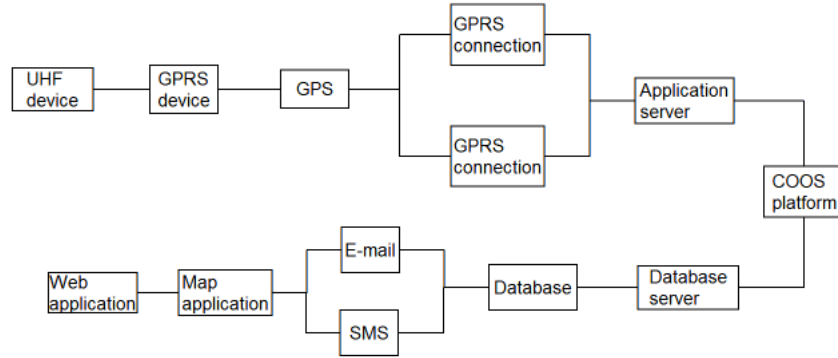 UHF
device
GPRS
device
GPS
GPRS
connection
GPRS
connection
Application
server
COOS
platform
Web
application
Map
application
E-mail
SMS
Database
Database
server